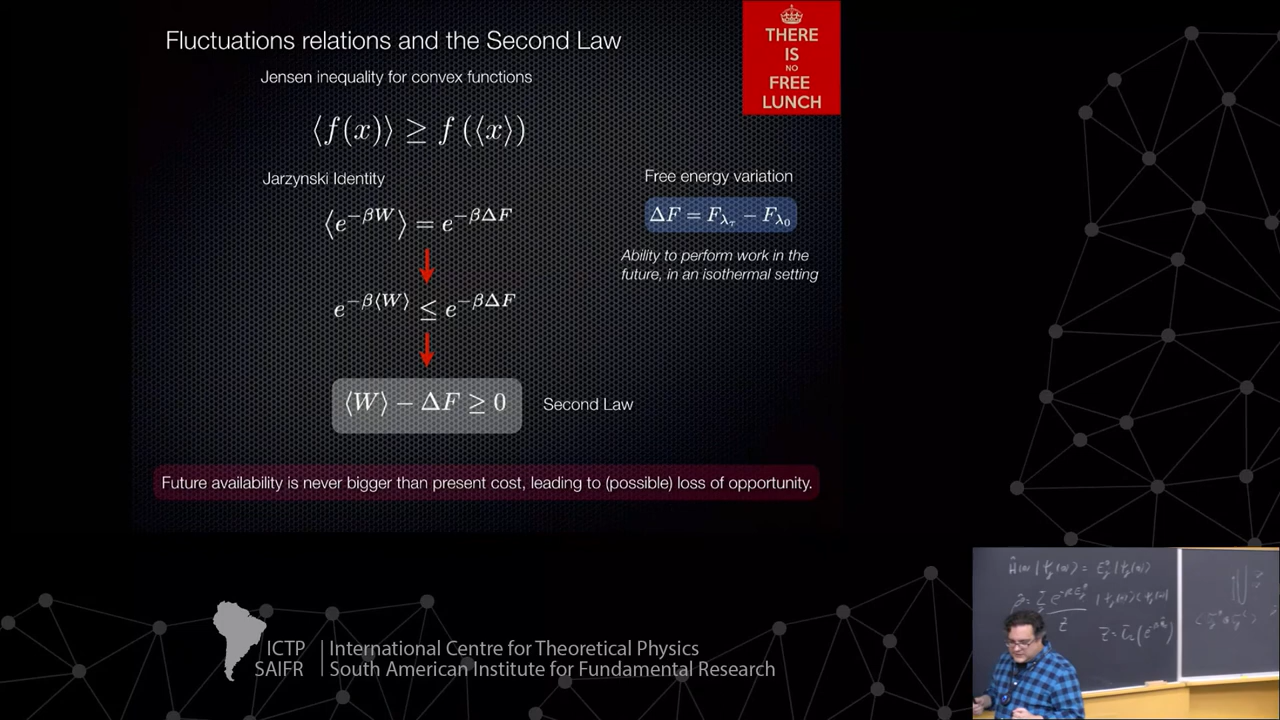 Fluctuations relations and the Second Law
Jensen inequality for convex functions
⟨f(x)⟩ ≥ f(⟨x⟩)
Jarzynski Identity
⟨e^{-βW}⟩ = e^{-βΔF}
e^{-β⟨W⟩} ≤ e^{-βΔF}
⟨W⟩ − ΔF ≥ 0
Second Law
THERE
IS
NO
FREE
LUNCH
Free energy variation
ΔF = F_{λ_τ} − F_{λ_0}
Ability to perform work in the
future, in an isothermal setting
Future availability is never bigger than present cost, leading to (possible) loss of opportunity.
ICTP | International Centre for Theoretical Physics
SAIFR | South American Institute for Fundamental Research